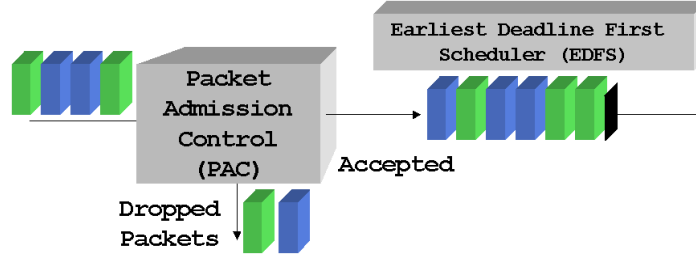 Earliest Deadline First
Scheduler (EDFS)
Packet
Admission
Control
(PAC)
Accepted
Dropped
Packets